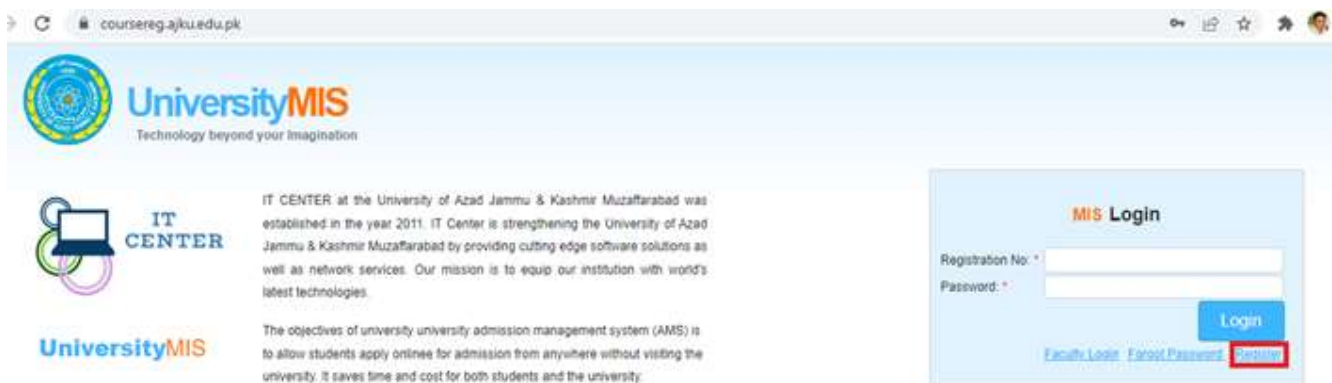 coursereg.ajku.edu.pk
UniversityMIS
Technology beyond your Imagination
IT
CENTER
IT CENTER at the University of Azad Jammu & Kashmir Muzaffarabad was
established in the year 2011. IT Center is strengthening the University of Azad
Jammu & Kashmir Muzaffarabad by providing cutting edge software solutions as
well as network services. Our mission is to equip our institution with world's
latest technologies.
UniversityMIS
The objectives of university university admission management system (AMS) is
to allow students apply onlinee for admission from anywhere without visiting the
university. It saves time and cost for both students and the university.
MIS Login
Registration No: *
Password: *
Login
Faculty Login Forgot Password Register